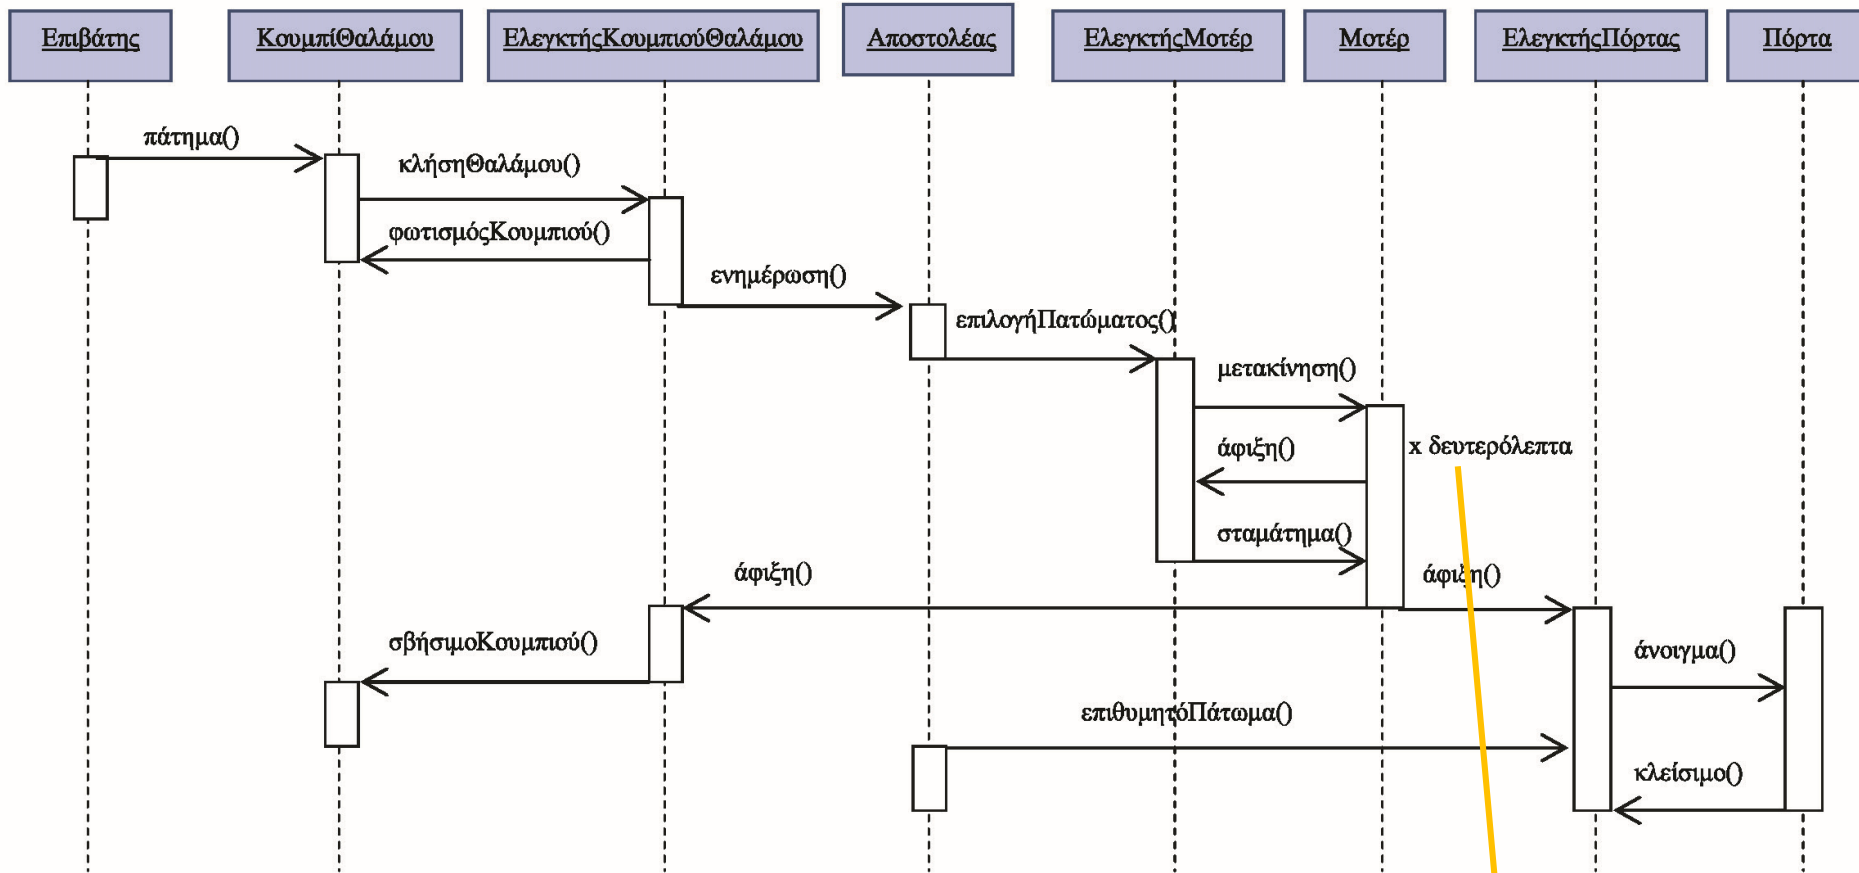 Επιβάτης
ΚουμπίΘαλάμου
ΕλεγκτήςΚουμπιούΘαλάμου
Αποστολέας
ΕλεγκτήςΜοτέρ
Μοτέρ
ΕλεγκτήςΠόρτας
Πόρτα
πάτημα()
κλήσηΘαλάμου()
φωτισμόςΚουμπιού()
ενημέρωση()
επιλογήΠατώματος()
μετακίνηση()
άφιξη()
x δευτερόλεπτα
σταμάτημα()
άφιξη()
άφιξη()
σβήσιμοΚουμπιού()
άνοιγμα()
επιθυμητόΠάτωμα()
κλείσιμο()